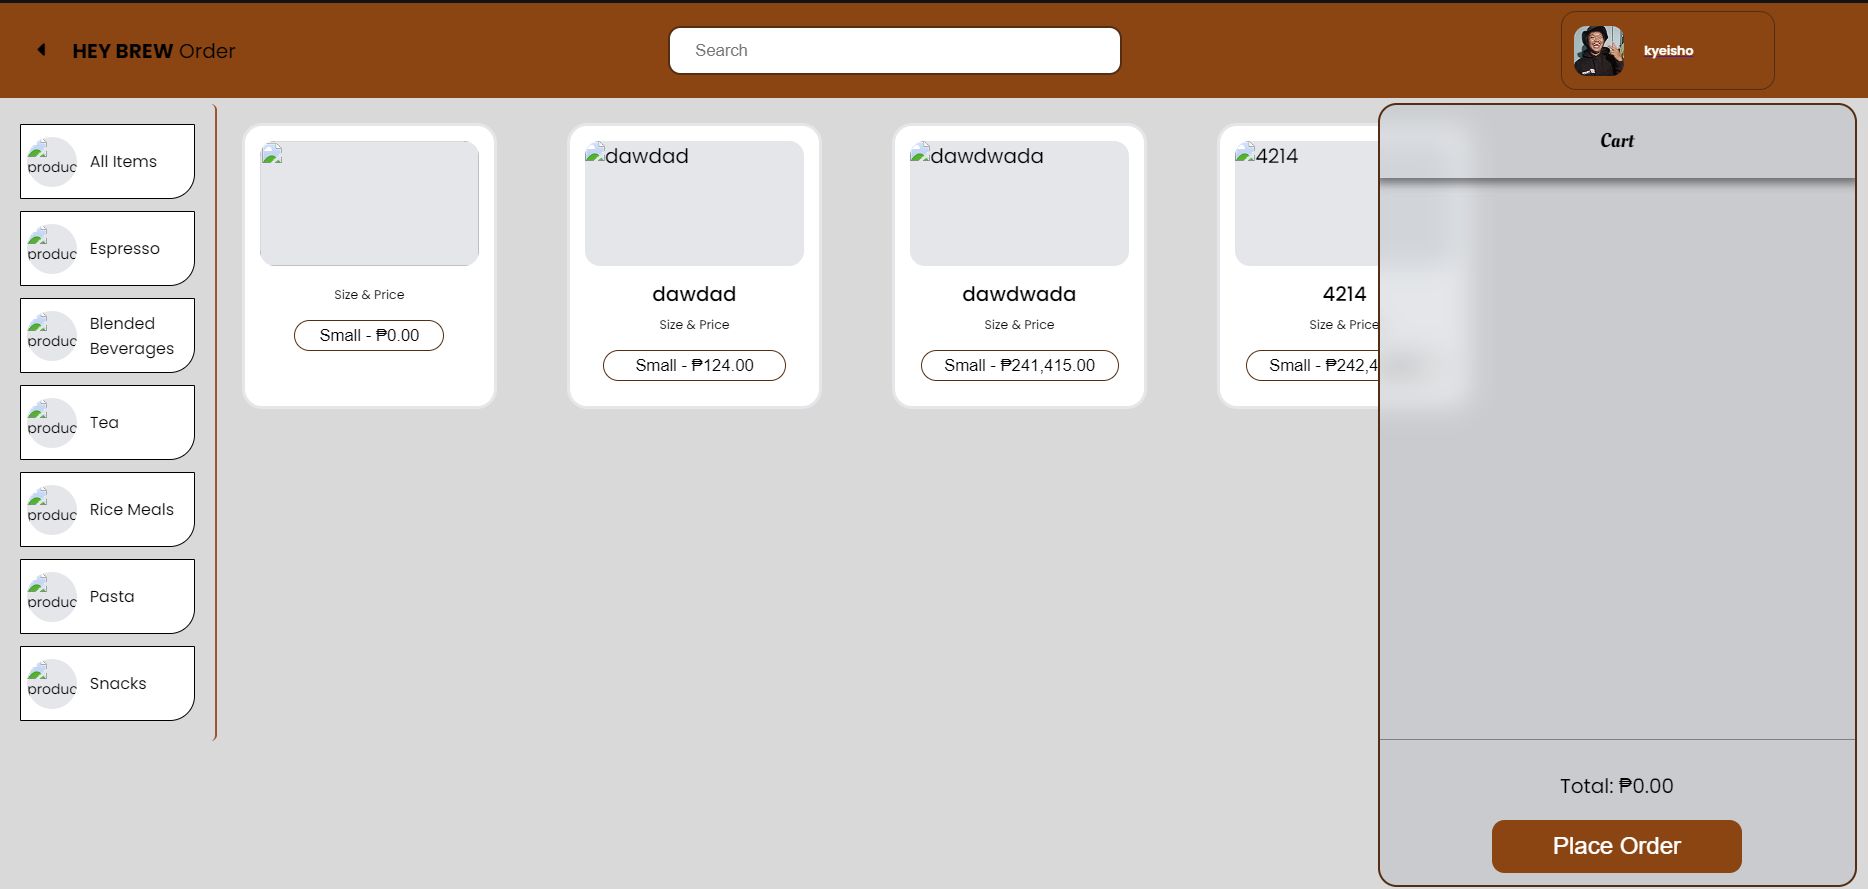 HEY BREW Order
Search
kyeisho
produc
All Items
produc
Espresso
produc
Blended
Beverages
produc
Tea
produc
Rice Meals
produc
Pasta
produc
Snacks
Size & Price
Small - ₱0.00
dawdad
dawdad
Size & Price
Small - ₱124.00
dawdwada
dawdwada
Size & Price
Small - ₱241,415.00
4214
4214
Size & Price
Small - ₱242,4
Cart
Total: ₱0.00
Place Order